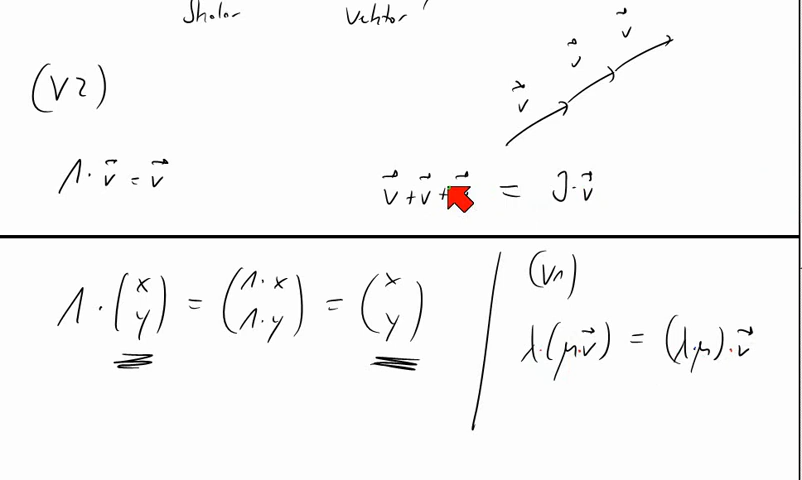 Skalar Vektor
v⃗ v⃗ v⃗
(V2)
1 · v⃗ = v⃗
v⃗ + v⃗ + = 3 · v⃗
1 · (x y) = (1·x 1·y) = (x y)
(V1)
λ·(μ·v⃗) = (λ·μ)·v⃗